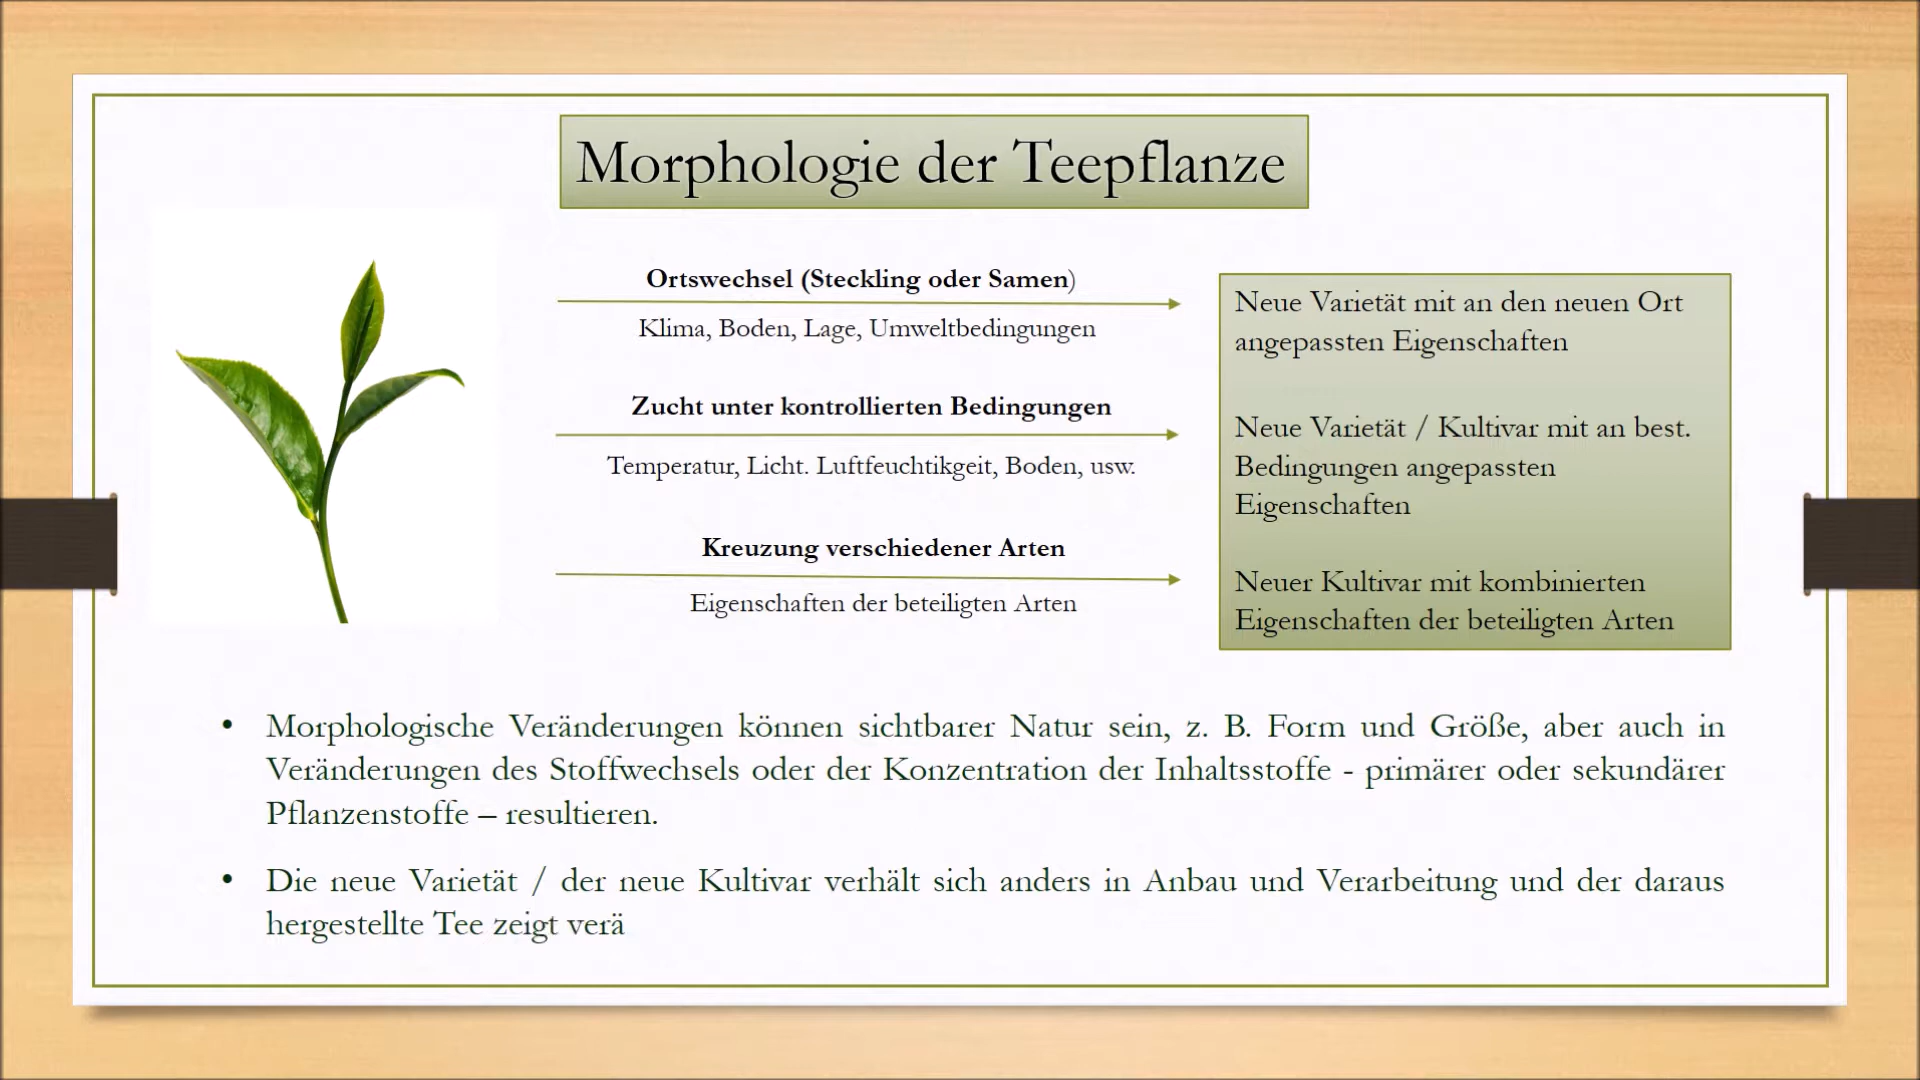 Morphologie der Teepflanze
Ortswechsel (Steckling oder Samen)
Klima, Boden, Lage, Umweltbedingungen
Zucht unter kontrollierten Bedingungen
Temperatur, Licht. Luftfeuchtikgeit, Boden, usw.
Kreuzung verschiedener Arten
Eigenschaften der beteiligten Arten
Neue Varietät mit an den neuen Ort
angepassten Eigenschaften
Neue Varietät / Kultivar mit an best.
Bedingungen angepassten
Eigenschaften
Neuer Kultivar mit kombinierten
Eigenschaften der beteiligten Arten
• Morphologische Veränderungen können sichtbarer Natur sein, z. B. Form und Größe, aber auch in
Veränderungen des Stoffwechsels oder der Konzentration der Inhaltsstoffe - primärer oder sekundärer
Pflanzenstoffe – resultieren.
• Die neue Varietät / der neue Kultivar verhält sich anders in Anbau und Verarbeitung und der daraus
hergestellte Tee zeigt verä